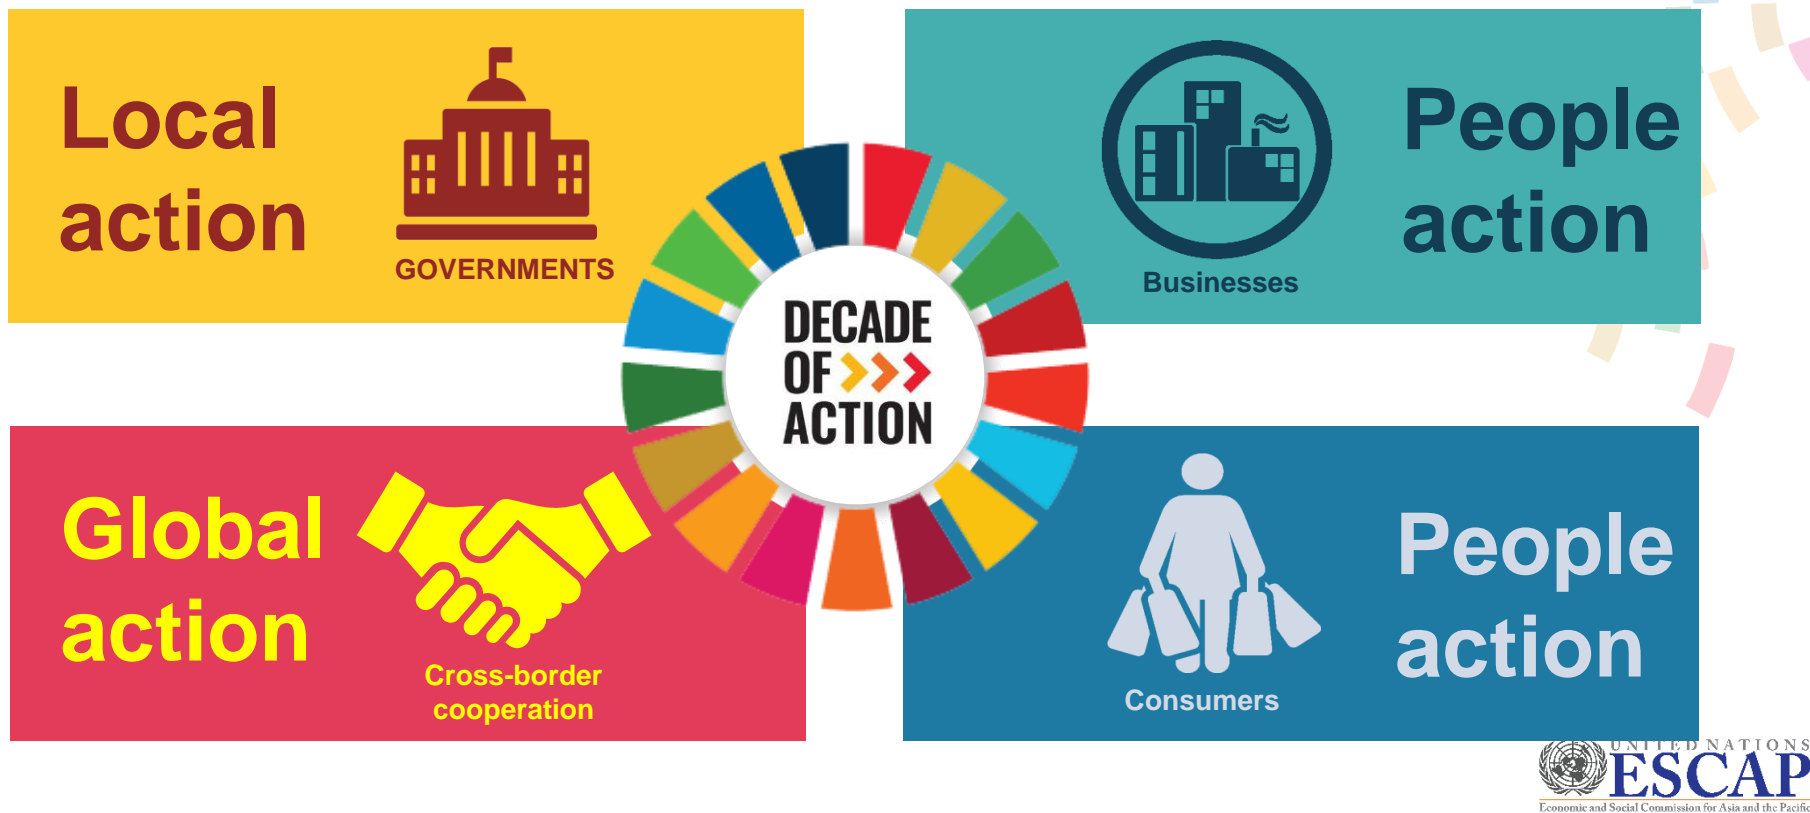 Local
action
GOVERNMENTS
Businesses
People
action
DECADE
OF
ACTION
Global
action
Cross-border
cooperation
Consumers
People
action
UNITED NATIONS
ESCAP
Economic and Social Commission for Asia and the Pacific